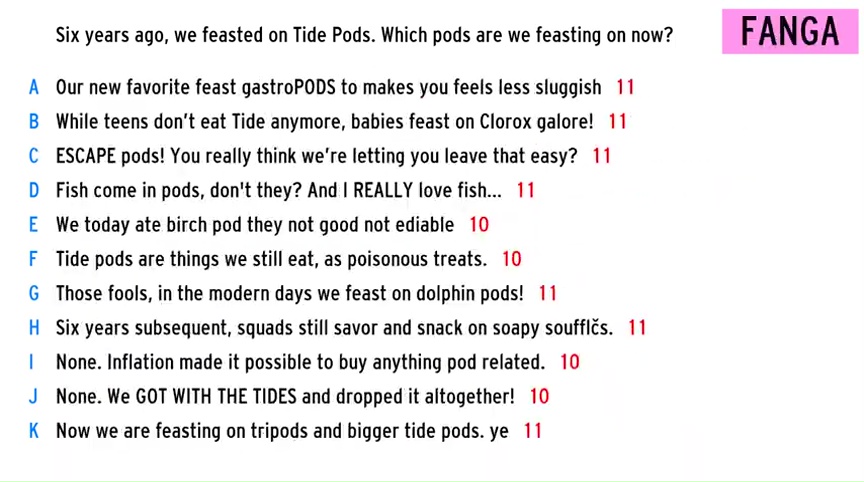 Six years ago, we feasted on Tide Pods. Which pods are we feasting on now?
FANGA
A Our new favorite feast gastroPODS to makes you feels less sluggish 11
B While teens don't eat Tide anymore, babies feast on Clorox galore! 11
C ESCAPE pods! You really think we're letting you leave that easy? 11
D Fish come in pods, don't they? And I REALLY love fish... 11
E We today ate birch pod they not good not ediable 10
F Tide pods are things we still eat, as poisonous treats. 10
G Those fools, in the modern days we feast on dolphin pods! 11
H Six years subsequent, squads still savor and snack on soapy soufflčs. 11
I None. Inflation made it possible to buy anything pod related. 10
J None. We GOT WITH THE TIDES and dropped it altogether! 10
K Now we are feasting on tripods and bigger tide pods. ye 11